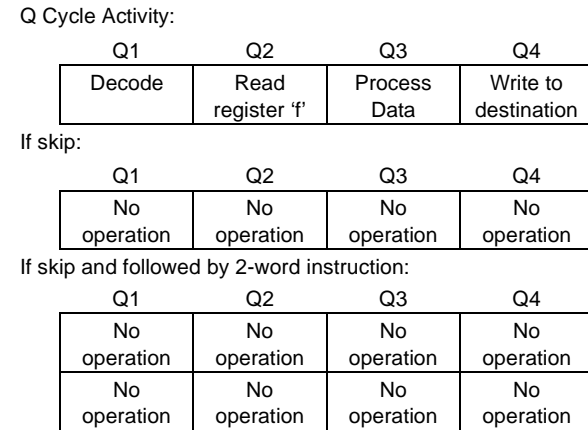 Q Cycle Activity:
Q1 Q2 Q3 Q4
Decode Read Process Write to
register ‘f’ Data destination
If skip:
Q1 Q2 Q3 Q4
No No No No
operation operation operation operation
If skip and followed by 2-word instruction:
Q1 Q2 Q3 Q4
No No No No
operation operation operation operation
No No No No
operation operation operation operation